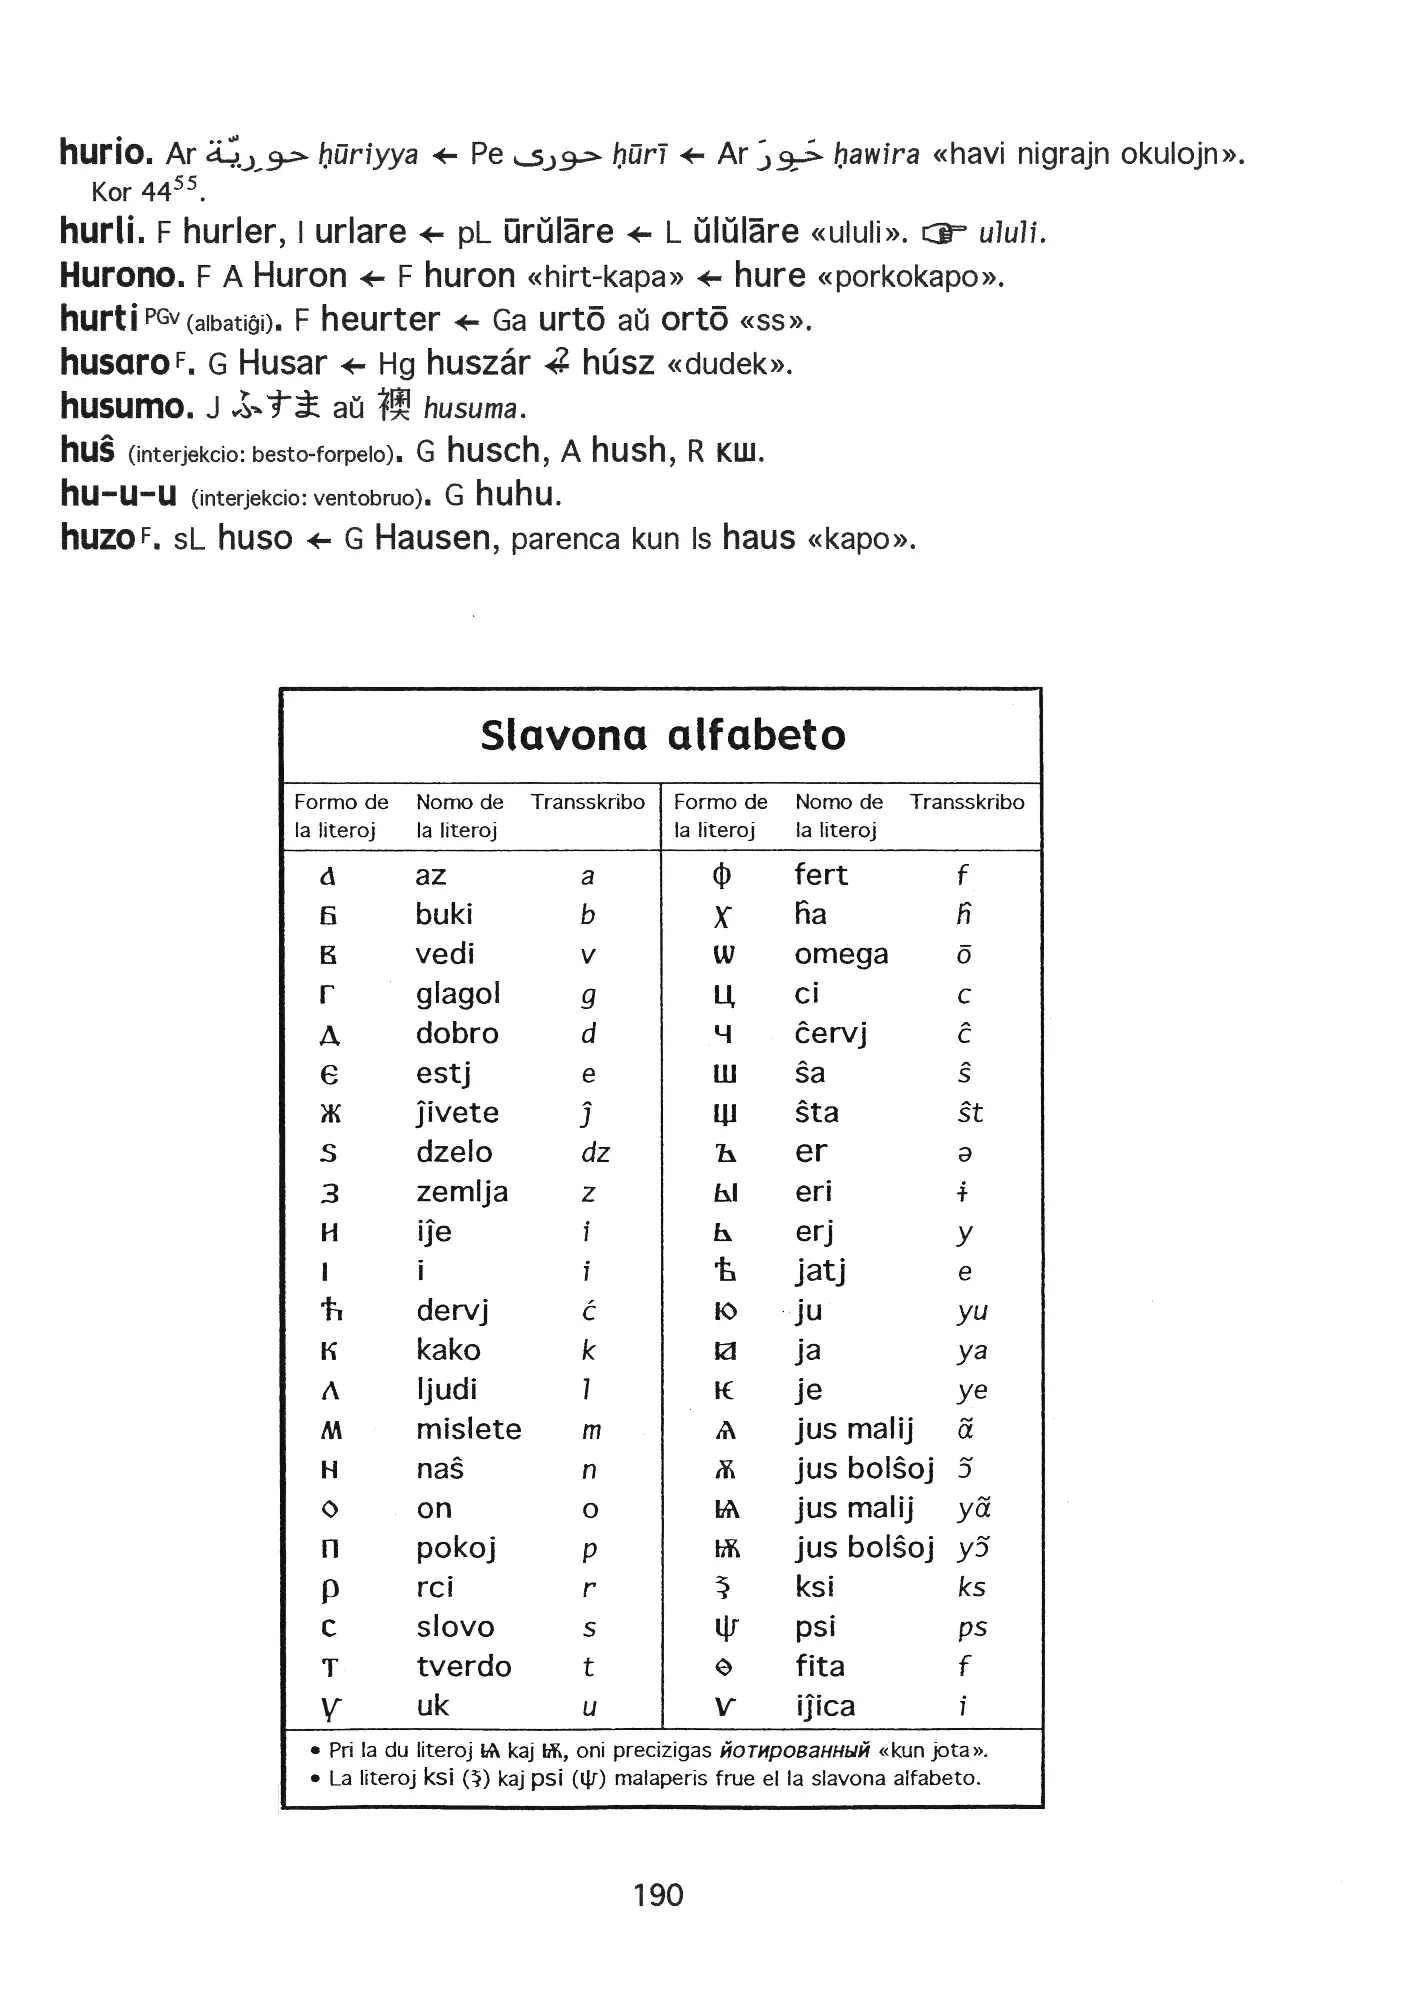 hurio. Ar حوريّة ḥūriyya ← Pe حورى ḥūrī ← Ar حَوِرَ ḥawira «havi nigrajn okulojn».
Kor 44⁵⁵.
hurli. F hurler, I urlare ← pL ūrŭlāre ← L ŭlŭlāre «ululi». ☞ ululi.
Hurono. F A Huron ← F huron «hirt-kapa» ← hure «porkokapo».
hurti PGV (albatiĝi). F heurter ← Ga urtō aŭ ortō «ss».
husaro F. G Husar ← Hg huszár ←? húsz «dudek».
husumo. J ふすま aŭ 襖 husuma.
huŝ (interjekcio: besto-forpelo). G husch, A hush, R кш.
hu-u-u (interjekcio: ventobruo). G huhu.
huzo F. sL huso ← G Hausen, parenca kun Is haus «kapo».
Slavona alfabeto
Formo de Nomo de Transskribo Formo de Nomo de Transskribo
la literoj la literoj la literoj la literoj
а az a ф fert f
б buki b х ĥa ĥ
в vedi v ѡ omega ō
г glagol g ц ci c
д dobro d ч ĉervj ĉ
є estj e ш ŝa ŝ
ж ĵivete ĵ щ ŝta ŝt
ѕ dzelo dz ъ er ə
з zemlja z ꙑ eri ɨ
и iĵe i ь erj y
і i i ѣ jatj e
ћ dervj ć ю ju yu
к kako k ꙗ ja ya
л ljudi l ѥ je ye
м mislete m ѧ jus malij ɑ̃
н naŝ n ѫ jus bolŝoj ɔ̃
о on o ѩ jus malij yɑ̃
п pokoj p ѭ jus bolŝoj yɔ̃
р rci r ѯ ksi ks
с slovo s ѱ psi ps
т tverdo t ѳ fita f
ү uk u ѵ iĵica i
• Pri la du literoj ѩ kaj ѭ, oni precizigas йотированный «kun jota».
• La literoj ksi (ѯ) kaj psi (ѱ) malaperis frue el la slavona alfabeto.
190